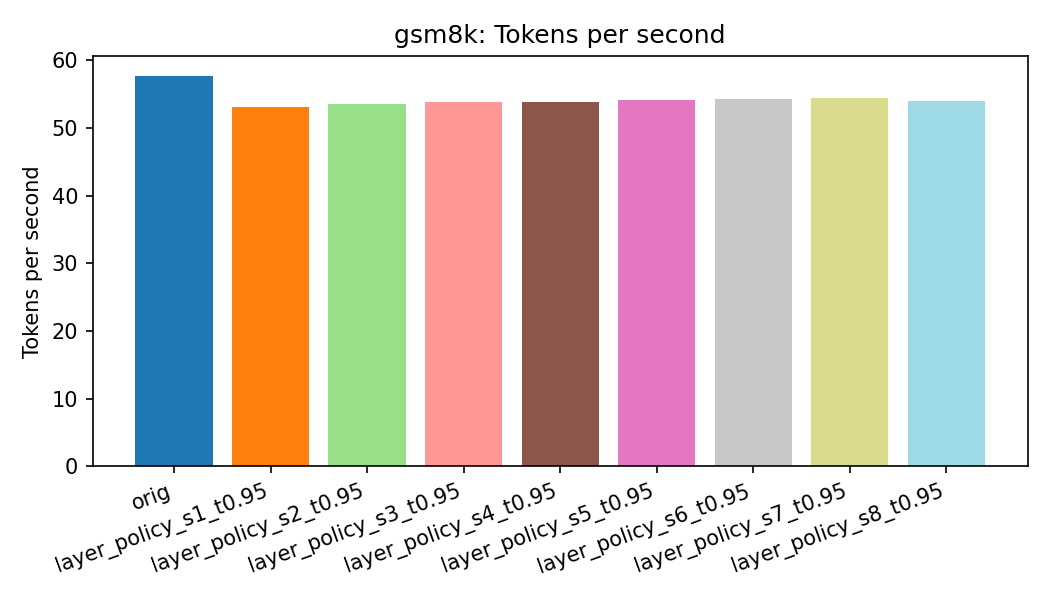 gsm8k: Tokens per second
Tokens per second
60
50
40
30
20
10
0
orig
layer_policy_s1_t0.95
layer_policy_s2_t0.95
layer_policy_s3_t0.95
layer_policy_s4_t0.95
layer_policy_s5_t0.95
layer_policy_s6_t0.95
layer_policy_s7_t0.95
layer_policy_s8_t0.95